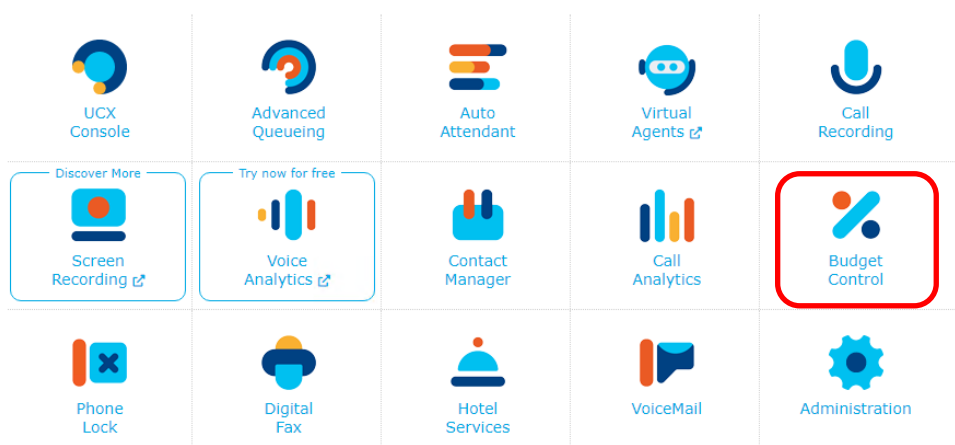 UCX
Console
Advanced
Queueing
Auto
Attendant
Virtual
Agents
Call
Recording
Discover More
Screen
Recording
Try now for free
Voice
Analytics
Contact
Manager
Call
Analytics
Budget
Control
Phone
Lock
Digital
Fax
Hotel
Services
VoiceMail
Administration